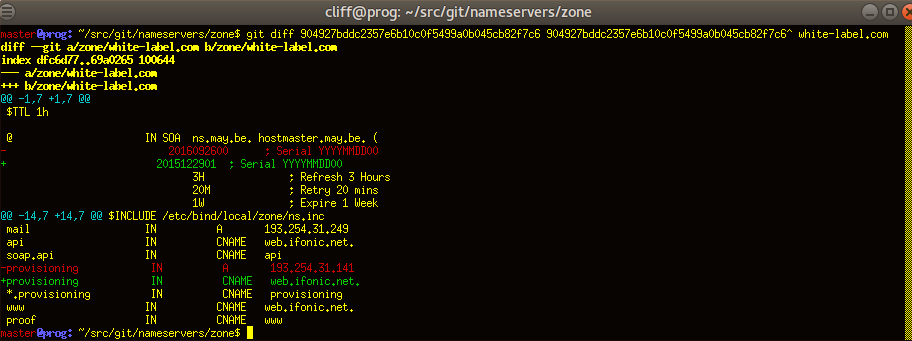 cliff@prog: ~/src/git/nameservers/zone
master@prog: ~/src/git/nameservers/zone$ git diff 904927bddc2357e6b10c0f5499a0b045cb82f7c6 904927bddc2357e6b10c0f5499a0b045cb82f7c6^ white-label.com
diff --git a/zone/white-label.com b/zone/white-label.com
index dfc6d77..69a0265 100644
--- a/zone/white-label.com
+++ b/zone/white-label.com
@@ -1,7 +1,7 @@
$TTL 1h
@ IN SOA ns.may.be. hostmaster.may.be. (
- 2016092600 ; Serial YYYYMMDD00
+ 2015122901 ; Serial YYYYMMDD00
3H ; Refresh 3 Hours
20M ; Retry 20 mins
1W ; Expire 1 Week
@@ -14,7 +14,7 @@ $INCLUDE /etc/bind/local/zone/ns.inc
mail IN A 193.254.31.249
api IN CNAME web.ifonic.net.
soap.api IN CNAME api
-provisioning IN A 193.254.31.141
+provisioning IN CNAME web.ifonic.net.
*.provisioning IN CNAME provisioning
www IN CNAME web.ifonic.net.
proof IN CNAME www
master@prog: ~/src/git/nameservers/zone$